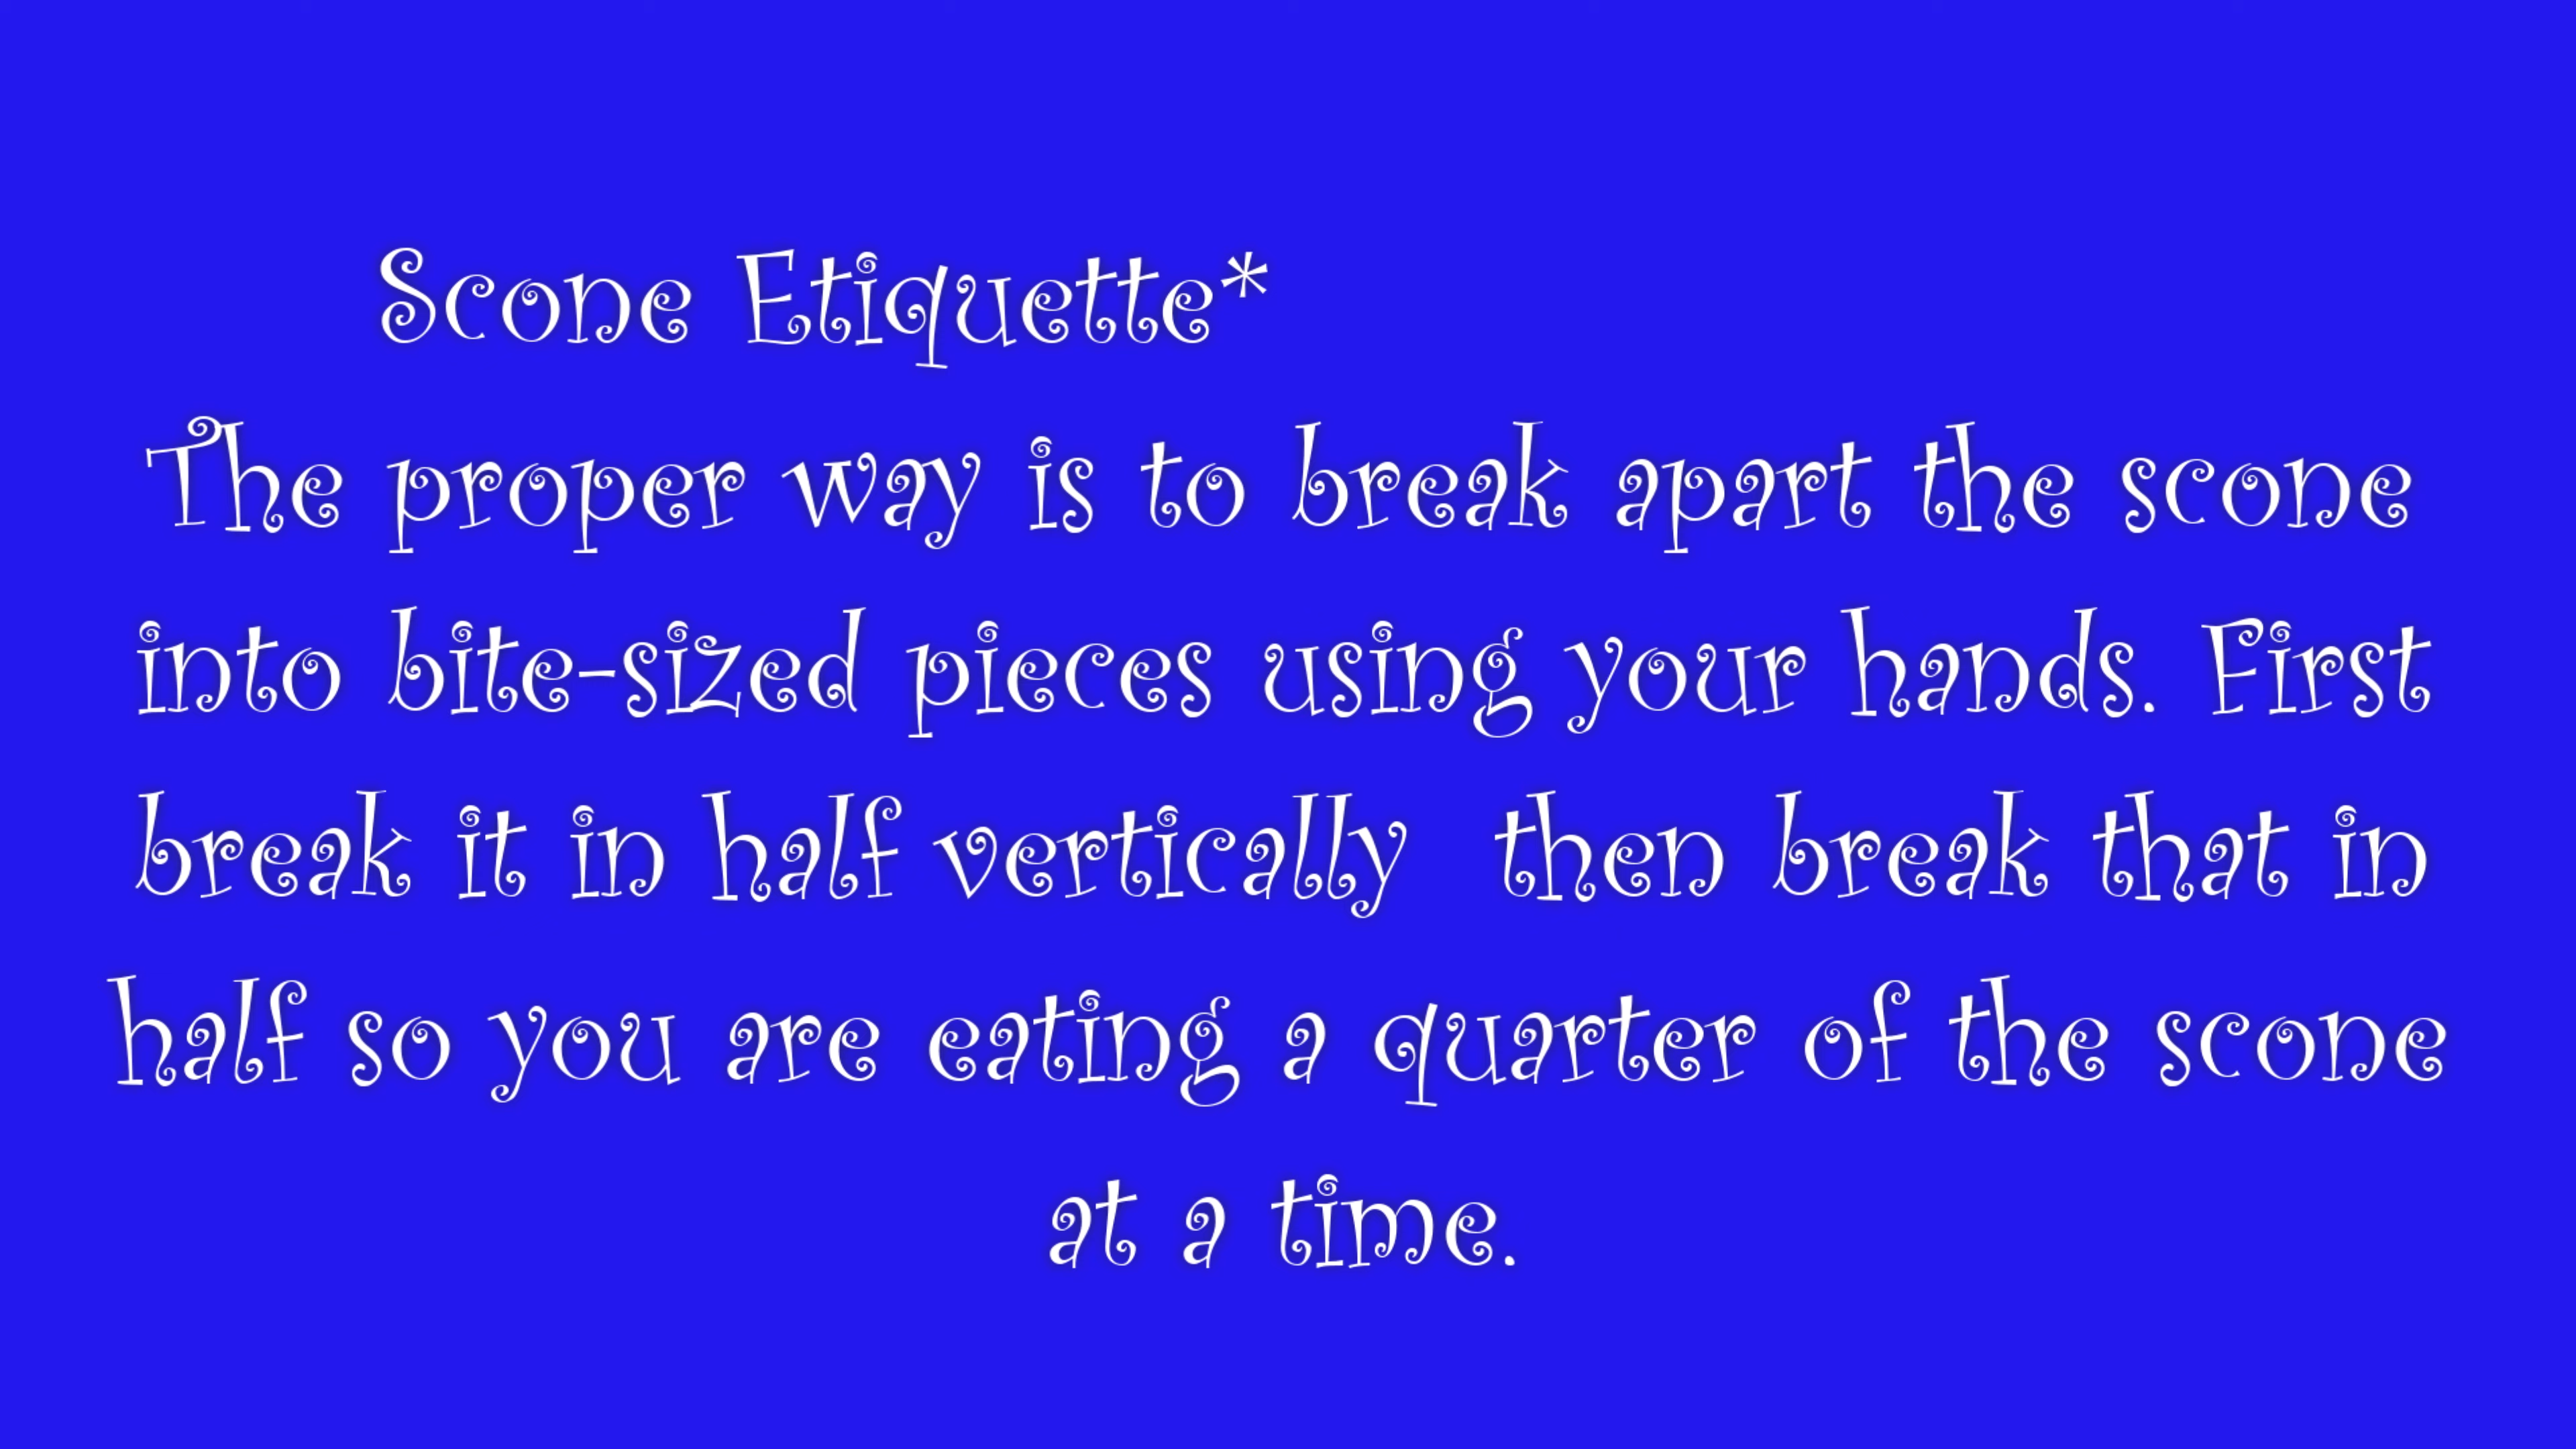 Scone Etiquette*
The proper way is to break apart the scone
into bite-sized pieces using your hands. First
break it in half vertically  then break that in
half so you are eating a quarter of the scone
at a time.